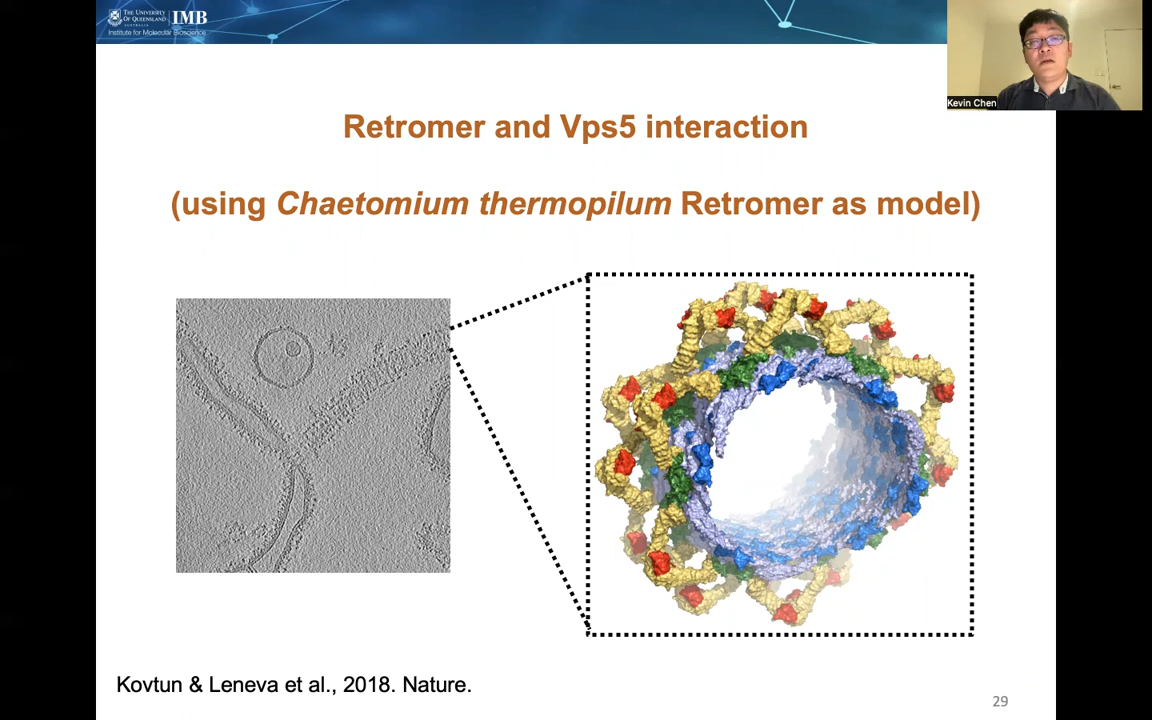 THE UNIVERSITY
OF QUEENSLAND
AUSTRALIA
IMB
Institute for Molecular Bioscience
Kevin Chen
Retromer and Vps5 interaction
(using Chaetomium thermopilum Retromer as model)
Kovtun & Leneva et al., 2018. Nature.
29